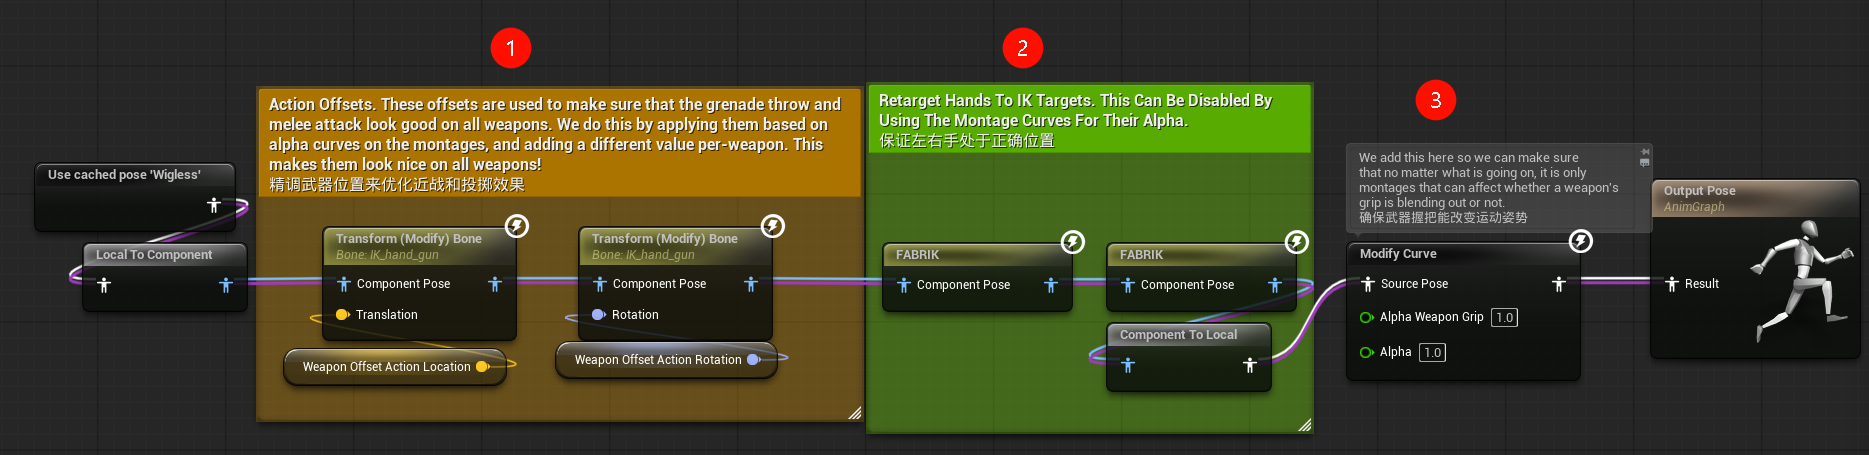 1
2
3
Action Offsets. These offsets are used to make sure that the grenade throw and
melee attack look good on all weapons. We do this by applying them based on
alpha curves on the montages, and adding a different value per-weapon. This
makes them look nice on all weapons!
精调武器位置来优化近战和投掷效果
Retarget Hands To IK Targets. This Can Be Disabled By
Using The Montage Curves For Their Alpha.
保证左右手处于正确位置
We add this here so we can make sure
that no matter what is going on, it is only
montages that can affect whether a weapon's
grip is blending out or not.
确保武器握把能改变运动姿势
Use cached pose 'Wigless'
Local To Component
Transform (Modify) Bone
Bone: IK_hand_gun
Component Pose
Translation
Weapon Offset Action Location
Transform (Modify) Bone
Bone: IK_hand_gun
Component Pose
Rotation
Weapon Offset Action Rotation
FABRIK
Component Pose
FABRIK
Component Pose
Component To Local
Modify Curve
Source Pose
Alpha Weapon Grip 1.0
Alpha 1.0
Output Pose
AnimGraph
Result